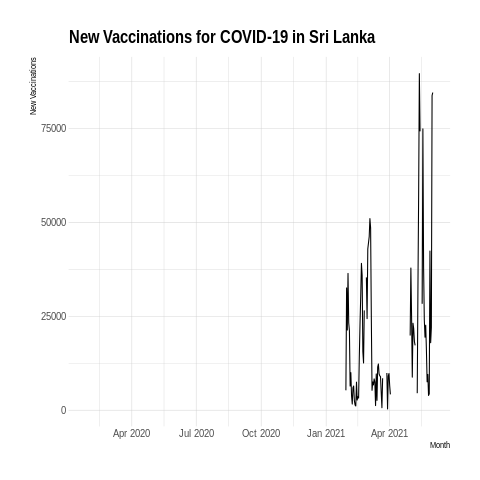 New Vaccinations for COVID-19 in Sri Lanka
New Vaccinations
75000
50000
25000
0
Apr 2020 Jul 2020 Oct 2020 Jan 2021 Apr 2021
Month